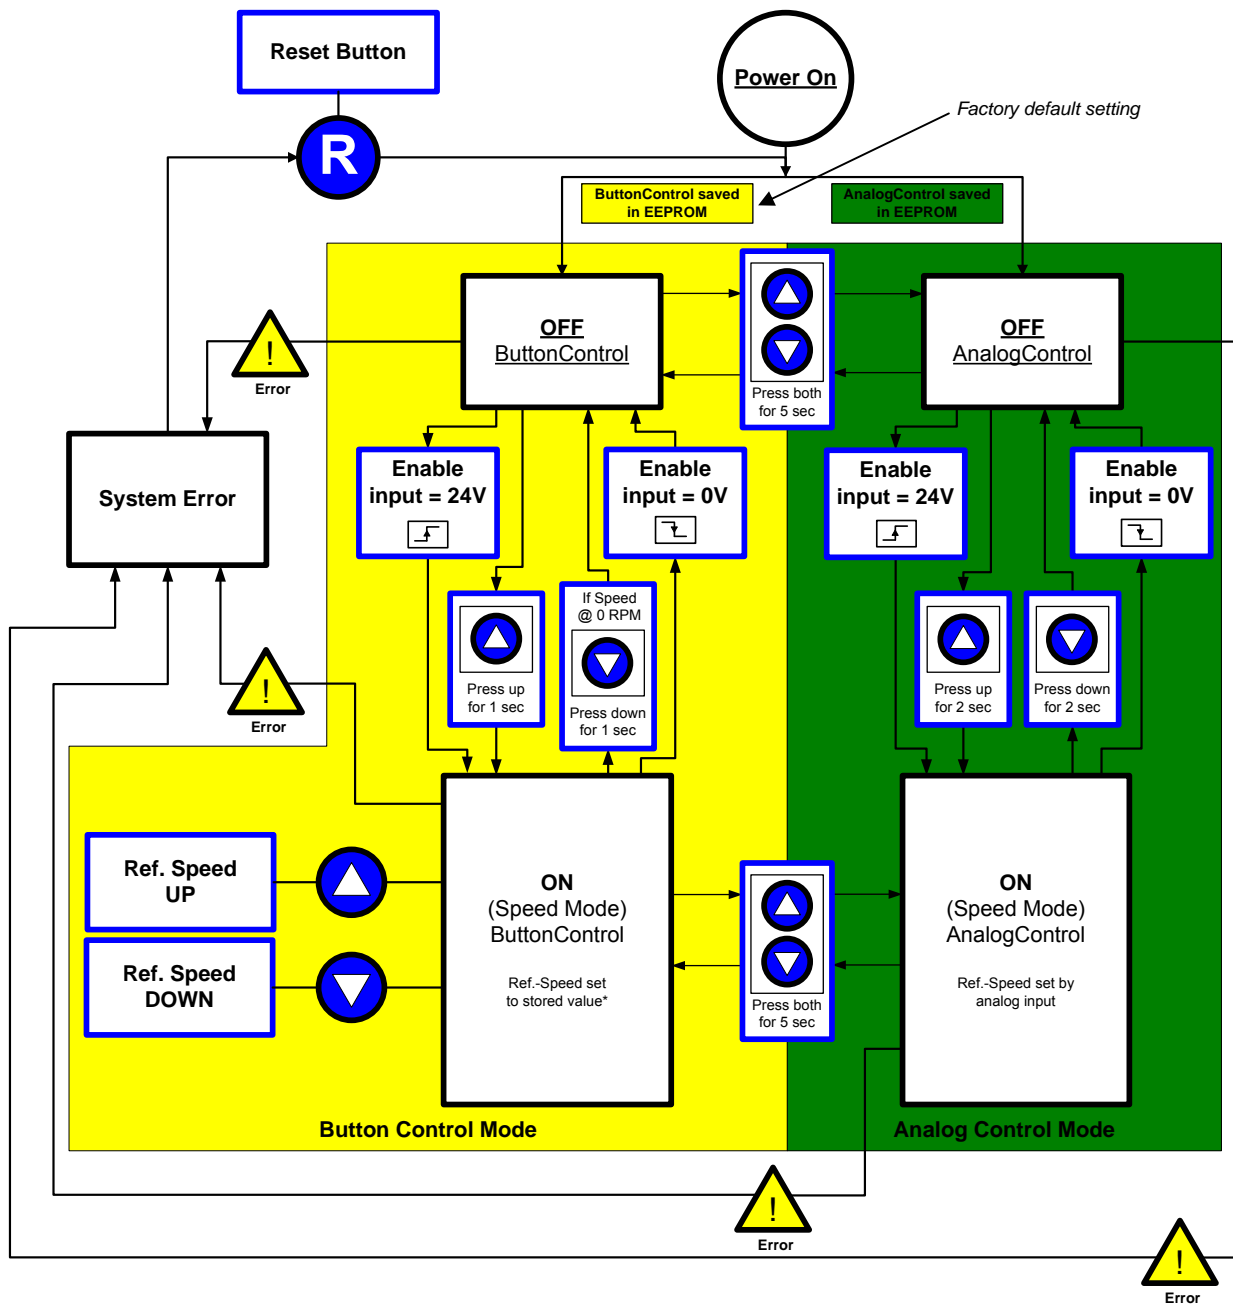 Reset Button
R
Power On
Factory default setting
ButtonControl saved
in EEPROM
AnalogControl saved
in EEPROM
OFF
ButtonControl
Press both
for 5 sec
OFF
AnalogControl
!
Error
System Error
Enable
input = 24V
Enable
input = 0V
Enable
input = 24V
Enable
input = 0V
Press up
for 1 sec
If Speed
@ 0 RPM
Press down
for 1 sec
Press up
for 2 sec
Press down
for 2 sec
!
Error
Ref. Speed
UP
Ref. Speed
DOWN
ON
(Speed Mode)
ButtonControl
Ref.-Speed set
to stored value*
Press both
for 5 sec
ON
(Speed Mode)
AnalogControl
Ref.-Speed set by
analog input
Button Control Mode
Analog Control Mode
!
Error
!
Error